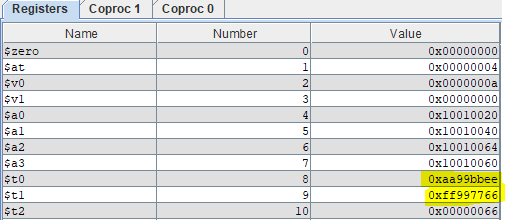 Registers Coproc 1 Coproc 0
Name Number Value
$zero 0 0x00000000
$at 1 0x00000004
$v0 2 0x0000000a
$v1 3 0x00000000
$a0 4 0x10010020
$a1 5 0x10010040
$a2 6 0x10010064
$a3 7 0x10010060
$t0 8 0xaa99bbee
$t1 9 0xff997766
$t2 10 0x00000066